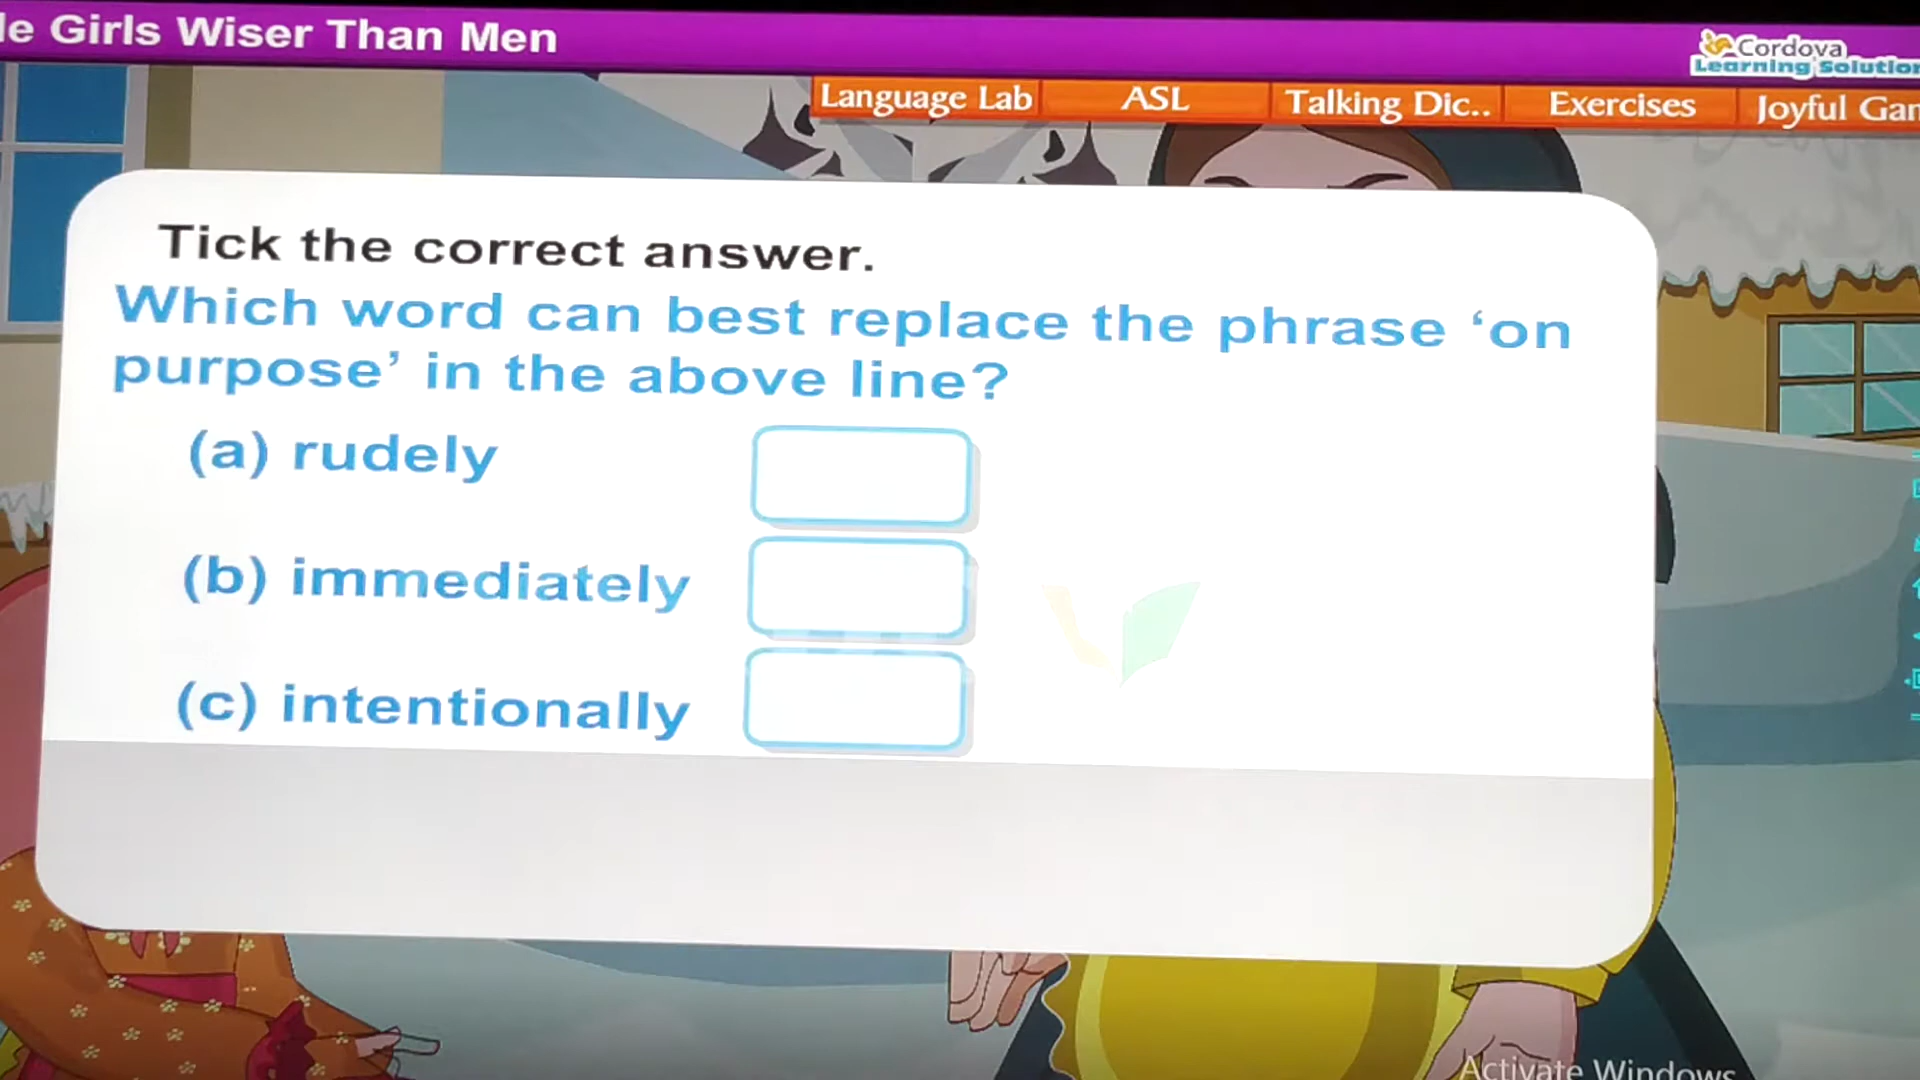 le Girls Wiser Than Men
Cordova
Learning Solution
Language Lab
ASL
Talking Dic..
Exercises
Joyful Gam
Tick the correct answer.
Which word can best replace the phrase ‘on
purpose’ in the above line?
(a) rudely
(b) immediately
(c) intentionally
Activate Windows